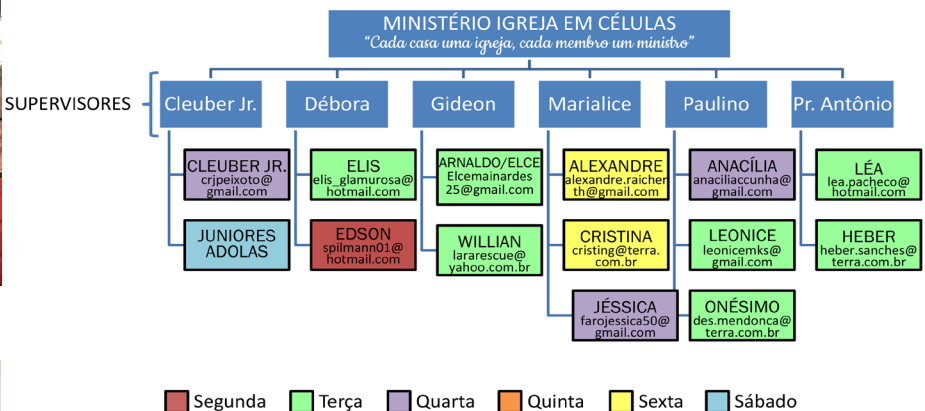 MINISTÉRIO IGREJA EM CÉLULAS
“Cada casa uma igreja, cada membro um ministro”
SUPERVISORES
Cleuber Jr.
Débora
Gideon
Marialice
Paulino
Pr. Antônio
CLEUBER JR.
crjpeixoto@
gmail.com
JUNIORES
ADOLAS
ELIS
elis_glamurosa@
hotmail.com
EDSON
spilmann01@
hotmail.com
ARNALDO/ELCE
Elcemainardes
25@gmail.com
WILLIAN
lararescue@
yahoo.com.br
ALEXANDRE
alexandre.raicher
th@gmail.com
CRISTINA
cristing@terra.
com.br
JÉSSICA
farojessica50@
gmail.com
ANACÍLIA
anaciliaccunha@
gmail.com
LEONICE
leonicemks@
gmail.com
ONÉSIMO
des.mendonca@
terra.com.br
LÉA
lea.pacheco@
hotmail.com
HEBER
heber.sanches@
terra.com.br
Segunda
Terça
Quarta
Quinta
Sexta
Sábado